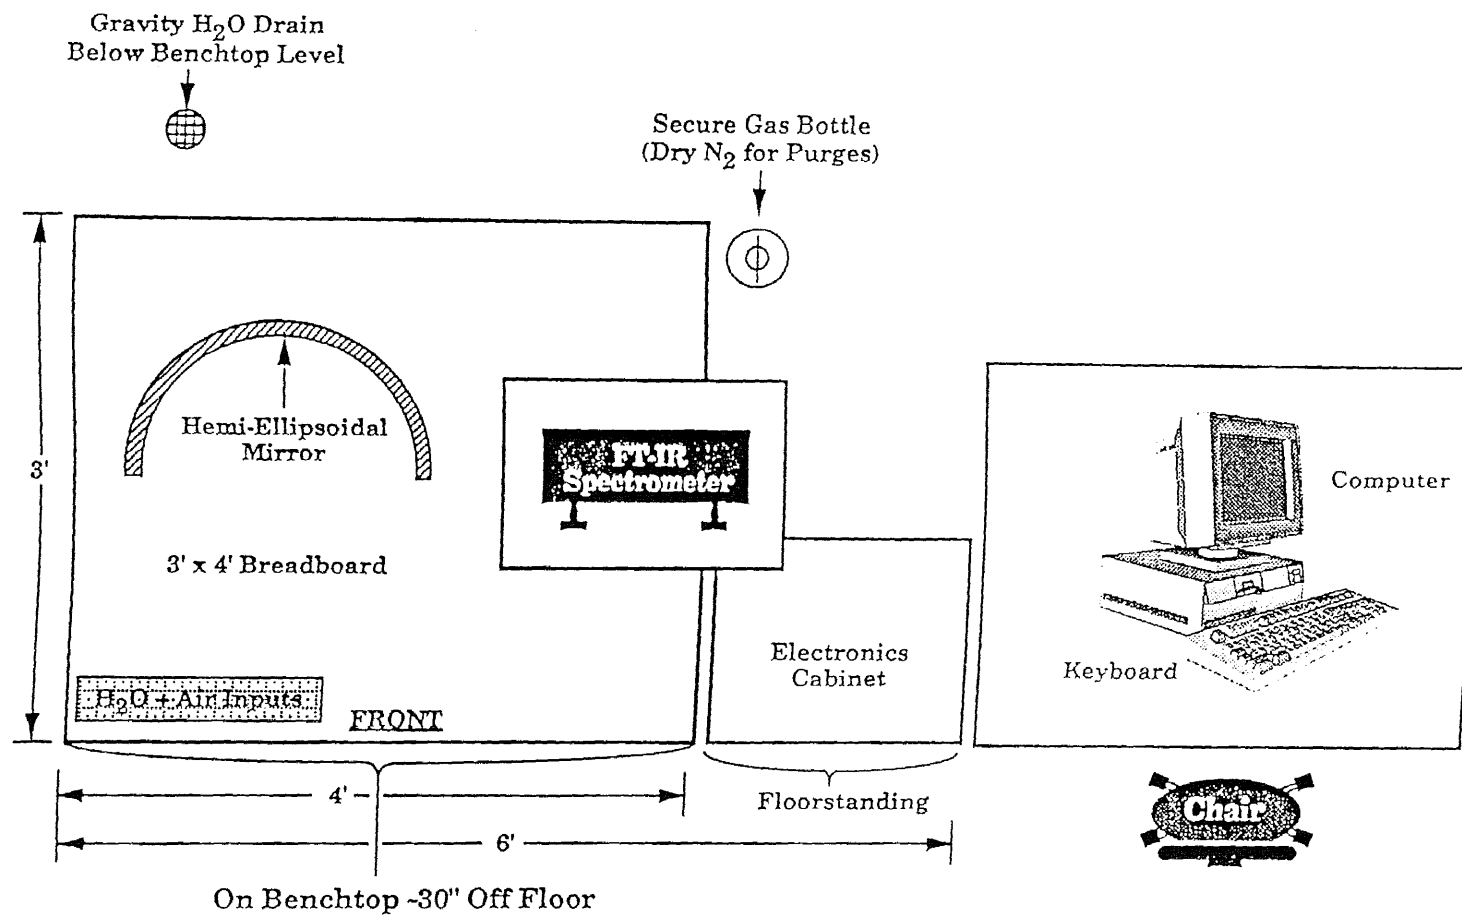 Gravity H2O Drain
Below Benchtop Level
Secure Gas Bottle
(Dry N2 for Purges)
Hemi-Ellipsoidal
Mirror
FT-IR
Spectrometer
3'
Computer
3' x 4' Breadboard
Electronics
Cabinet
Keyboard
H2O + Air Inputs
FRONT
4'
Floorstanding
Chair
6'
On Benchtop ~30" Off Floor